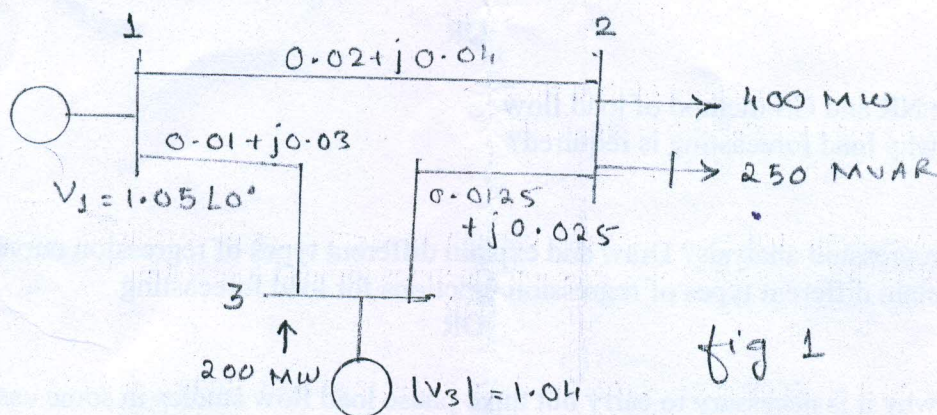 1
2
0.02+j0.04
400 MW
0.01+j0.03
250 MVAR
V1 = 1.05∠0°
0.0125
+j0.025
3
200 MW
|V3| = 1.04
fig 1